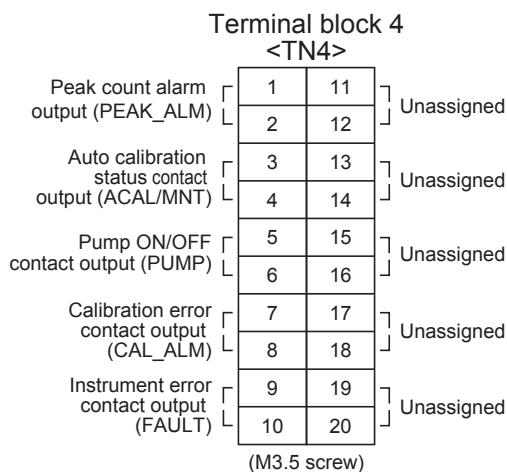 Terminal block 4
<TN4>
Peak count alarm
output (PEAK_ALM)
1 11
2 12
Unassigned
Auto calibration
status contact
output (ACAL/MNT)
3 13
4 14
Unassigned
Pump ON/OFF
contact output (PUMP)
5 15
6 16
Unassigned
Calibration error
contact output
(CAL_ALM)
7 17
8 18
Unassigned
Instrument error
contact output
(FAULT)
9 19
10 20
Unassigned
(M3.5 screw)